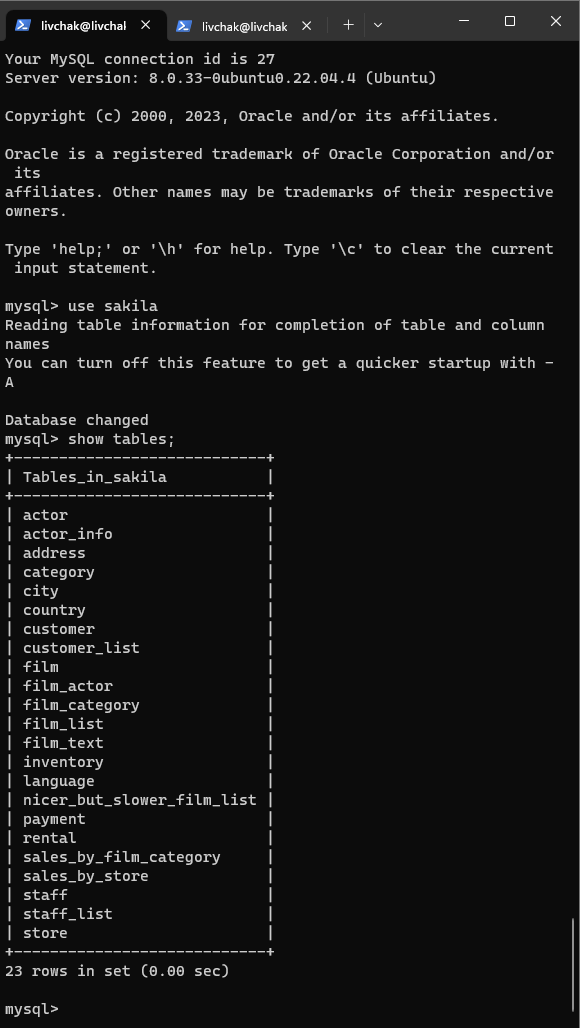 livchak@livchal
livchak@livchak
Your MySQL connection id is 27
Server version: 8.0.33-0ubuntu0.22.04.4 (Ubuntu)
Copyright (c) 2000, 2023, Oracle and/or its affiliates.
Oracle is a registered trademark of Oracle Corporation and/or
its
affiliates. Other names may be trademarks of their respective
owners.
Type 'help;' or '\h' for help. Type '\c' to clear the current
input statement.
mysql> use sakila
Reading table information for completion of table and column
names
You can turn off this feature to get a quicker startup with -
A
Database changed
mysql> show tables;
+----------------------------+
| Tables_in_sakila           |
+----------------------------+
| actor                      |
| actor_info                 |
| address                    |
| category                   |
| city                       |
| country                    |
| customer                   |
| customer_list              |
| film                       |
| film_actor                 |
| film_category              |
| film_list                  |
| film_text                  |
| inventory                  |
| language                   |
| nicer_but_slower_film_list |
| payment                    |
| rental                     |
| sales_by_film_category     |
| sales_by_store             |
| staff                      |
| staff_list                 |
| store                      |
+----------------------------+
23 rows in set (0.00 sec)
mysql>